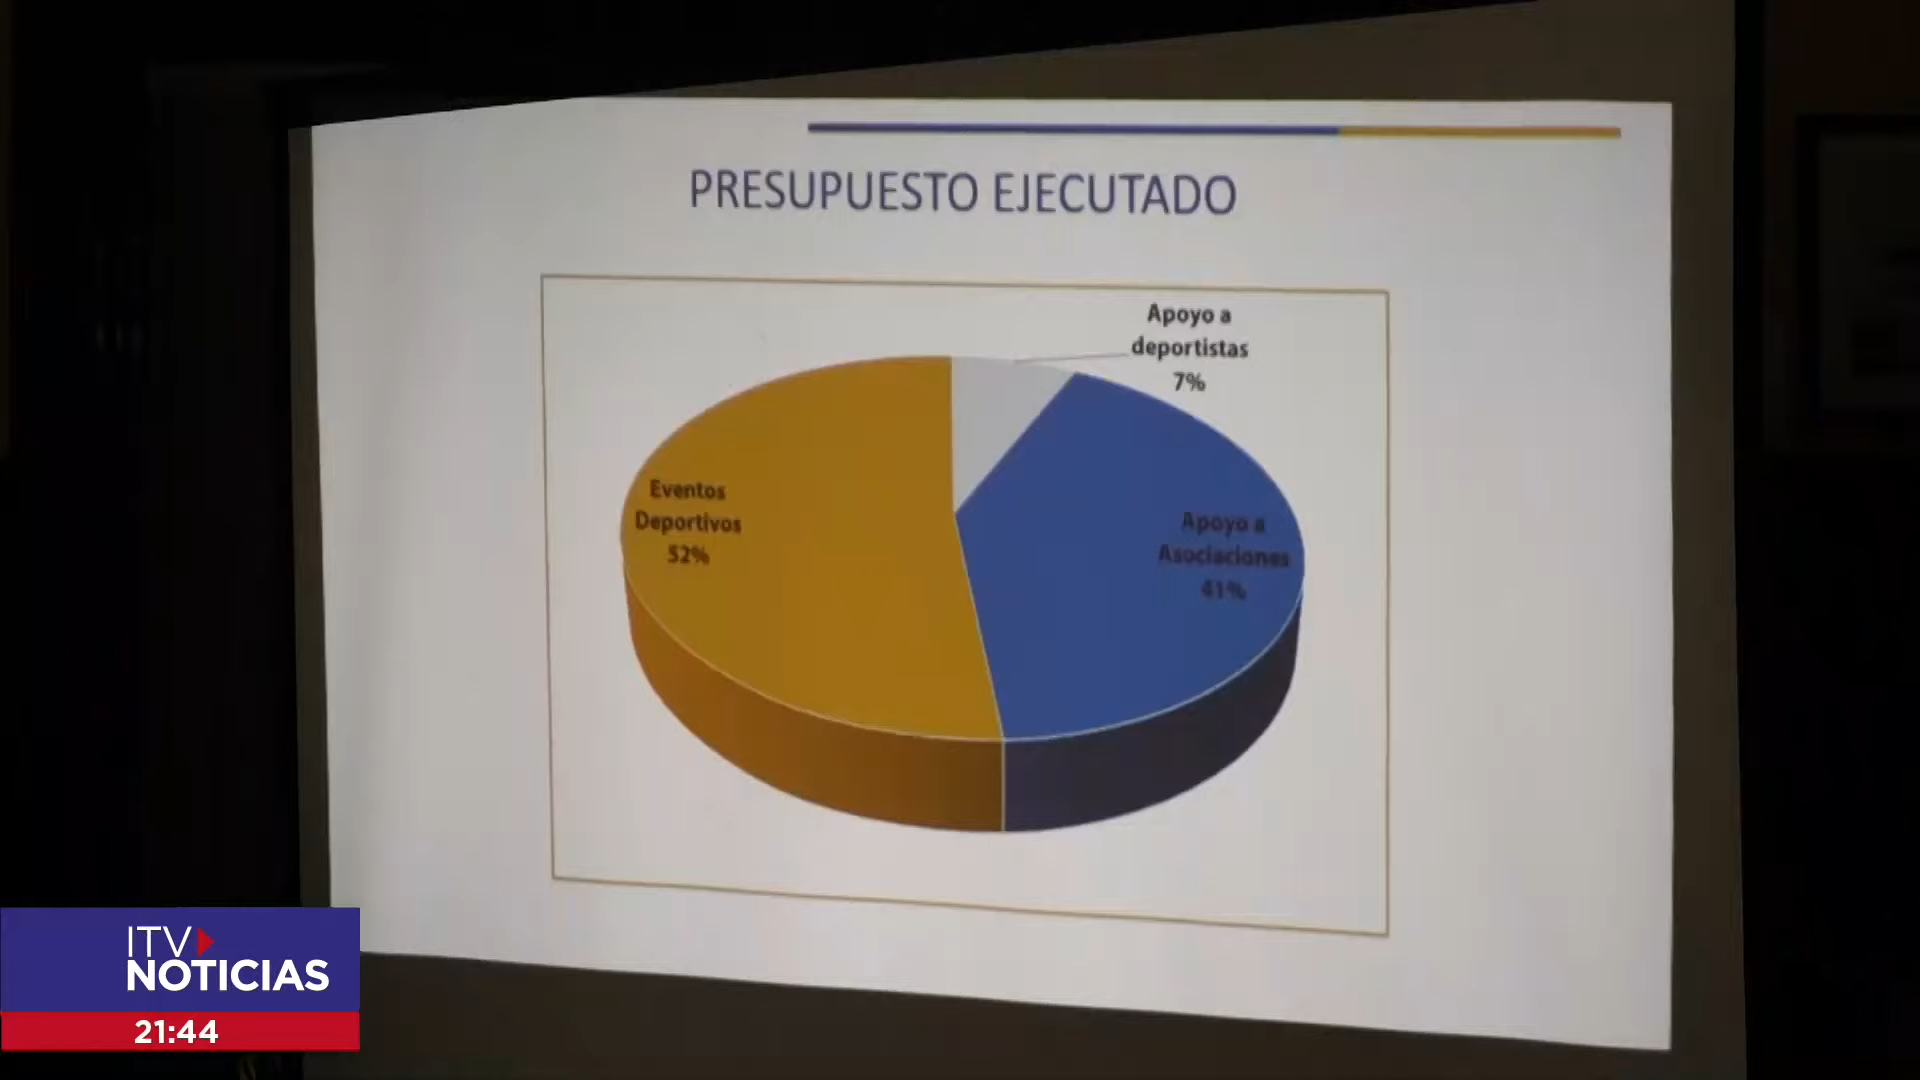 PRESUPUESTO EJECUTADO
Apoyo a
deportistas
7%
Eventos
Deportivos
52%
Apoyo a
Asociaciones
41%
ITV
NOTICIAS
21:44